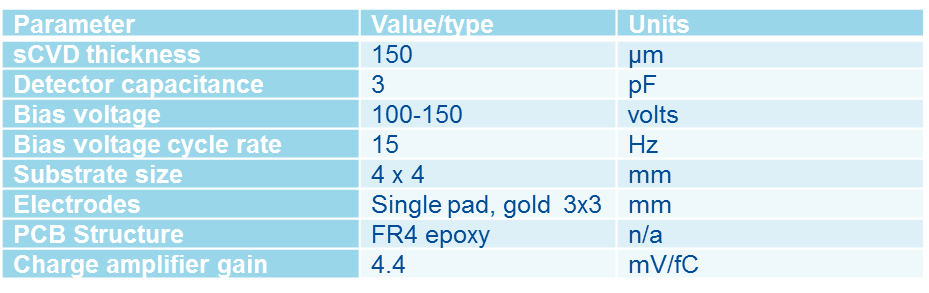 Parameter Value/type Units
sCVD thickness 150 µm
Detector capacitance 3 pF
Bias voltage 100-150 volts
Bias voltage cycle rate 15 Hz
Substrate size 4 x 4 mm
Electrodes Single pad, gold 3x3 mm
PCB Structure FR4 epoxy n/a
Charge amplifier gain 4.4 mV/fC